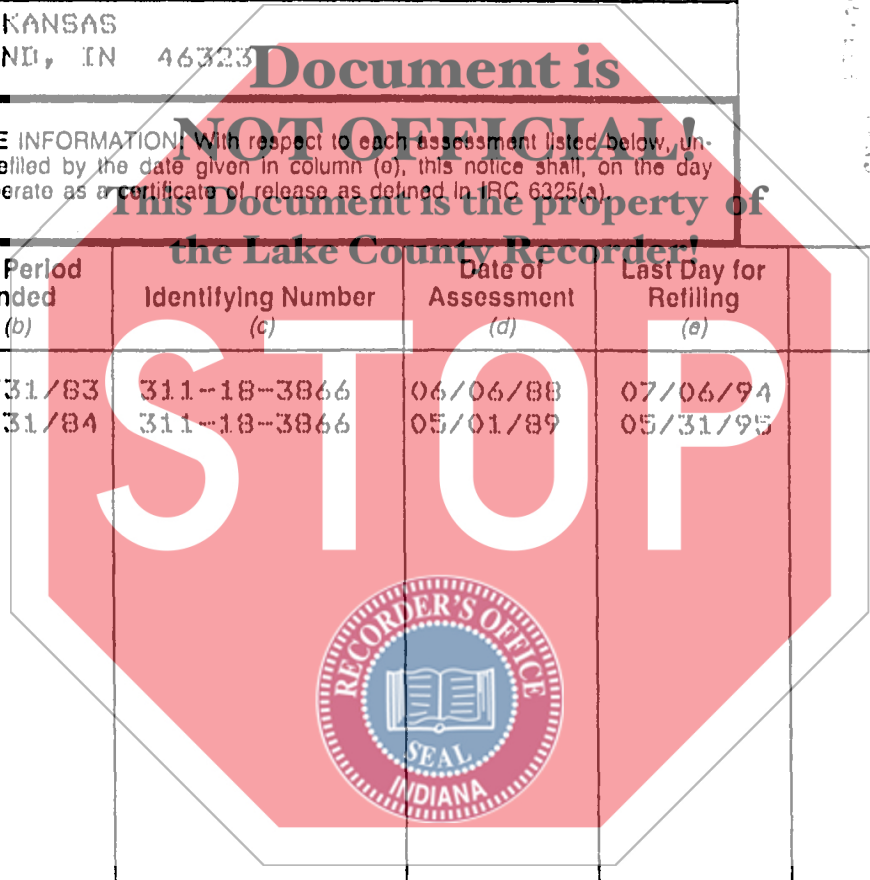 KANSAS
ND, IN 46323
Document is
NOT OFFICIAL!
E INFORMATION: With respect to each assessment listed below, un-
efiled by the date given in column (e), this notice shall, on the day
erate as a certificate of release as defined in IRC 6325(a).
This Document is the property of
the Lake County Recorder!
Period
nded
(b)
Identifying Number
(c)
Date of
Assessment
(d)
Last Day for
Refiling
(e)
31/83 311-18-3866 06/06/88 07/06/94
31/84 311-18-3866 05/01/89 05/31/95
STOP
RECORDER'S OFFICE
SEAL
INDIANA